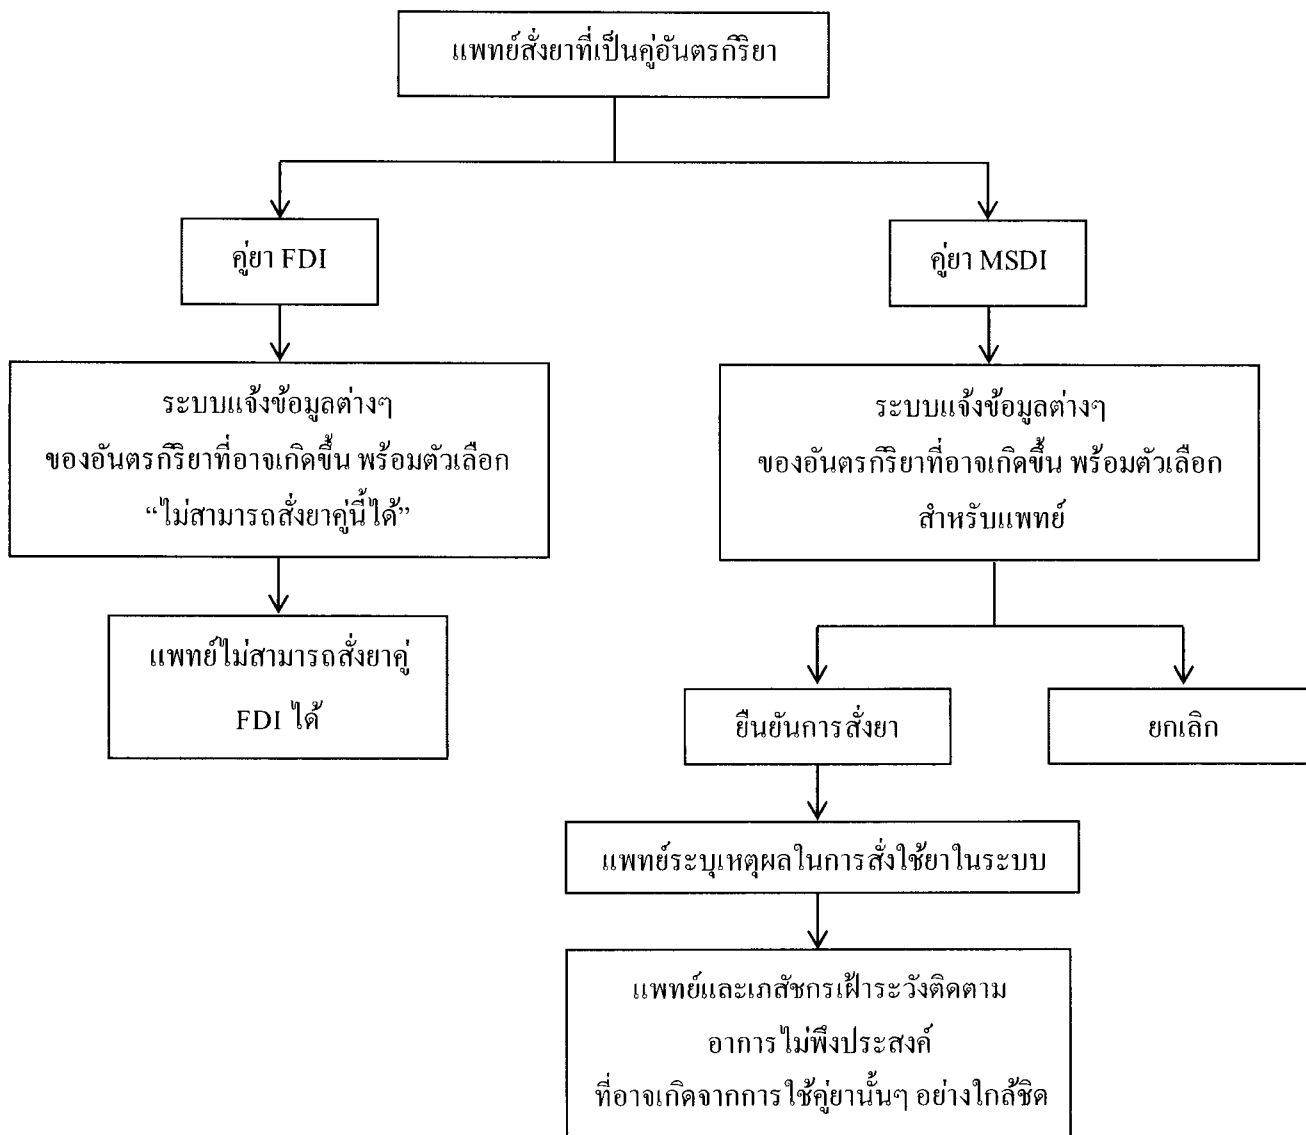 แพทย์สั่งยาที่เป็นคู่อันตรกิริยา
คู่ยา FDI
คู่ยา MSDI
ระบบแจ้งข้อมูลต่างๆ
ของอันตรกิริยาที่อาจเกิดขึ้น พร้อมตัวเลือก
“ไม่สามารถสั่งยาคู่นี้ได้”
ระบบแจ้งข้อมูลต่างๆ
ของอันตรกิริยาที่อาจเกิดขึ้น พร้อมตัวเลือก
สำหรับแพทย์
แพทย์ไม่สามารถสั่งยาคู่
FDI ได้
ยืนยันการสั่งยา
ยกเลิก
แพทย์ระบุเหตุผลในการสั่งใช้ยาในระบบ
แพทย์และเภสัชกรเฝ้าระวังติดตาม
อาการไม่พึงประสงค์
ที่อาจเกิดจากการใช้คู่ยานั้นๆ อย่างใกล้ชิด